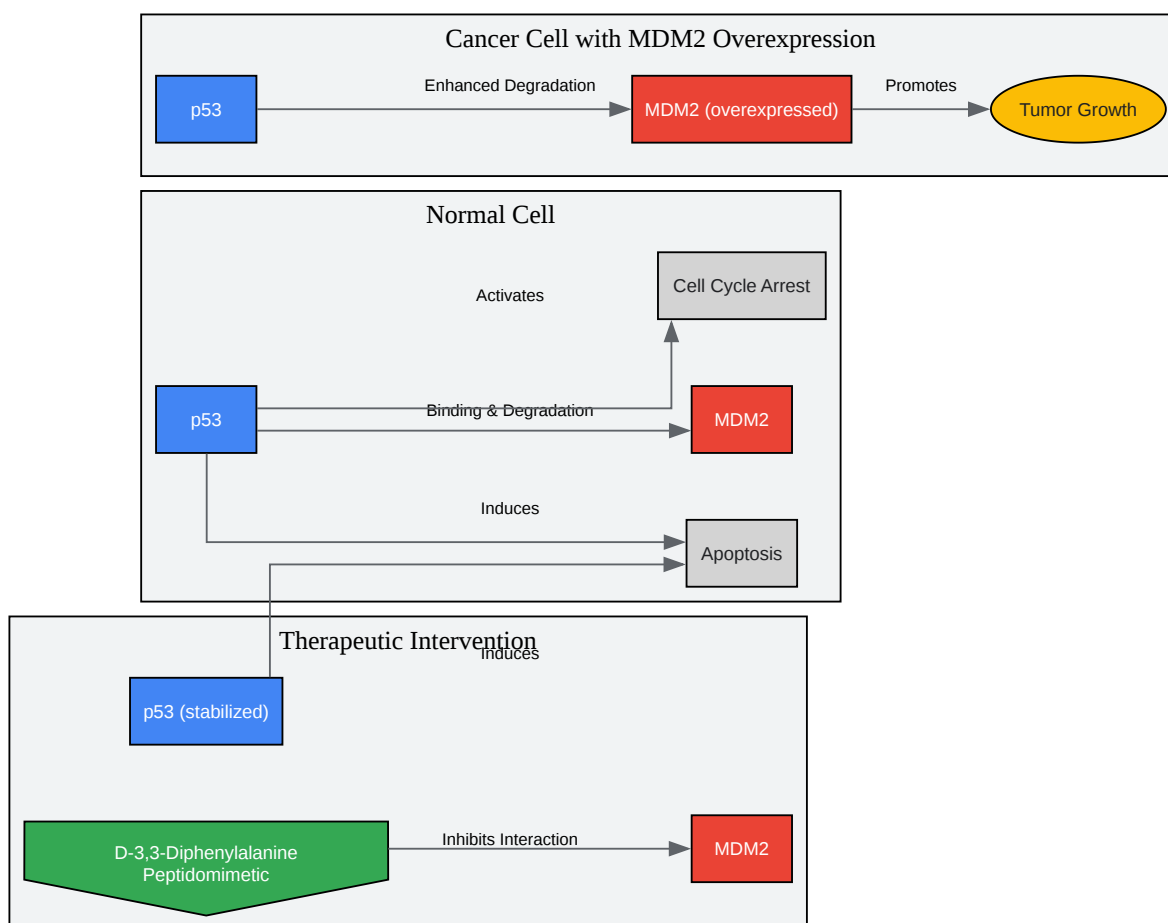 Cancer Cell with MDM2 Overexpression
p53
Enhanced Degradation
MDM2 (overexpressed)
Promotes
Tumor Growth
Normal Cell
Activates
Cell Cycle Arrest
p53
Binding & Degradation
MDM2
Induces
Apoptosis
Therapeutic Intervention
Induces
p53 (stabilized)
D-3,3-Diphenylalanine
Peptidomimetic
Inhibits Interaction
MDM2